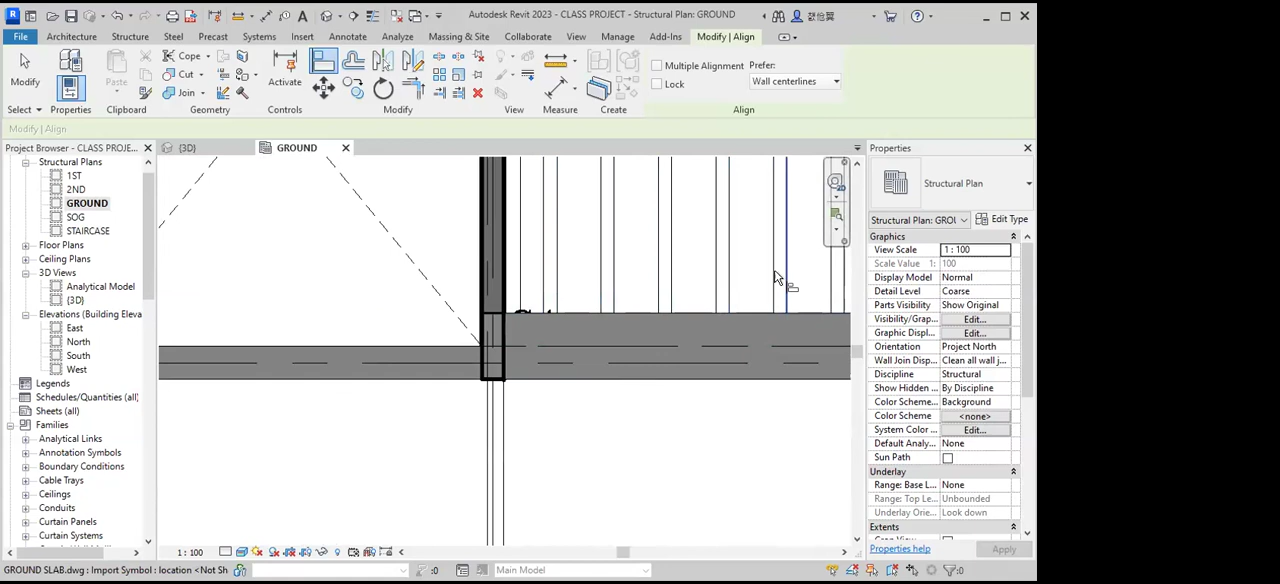 Autodesk Revit 2023 - CLASS PROJECT - Structural Plan: GROUND
File Architecture Structure Steel Precast Systems Insert Annotate Analyze Massing & Site Collaborate View Manage Add-Ins Modify | Align
Modify
Paste
Cope
Cut
Join
Activate
Multiple Alignment
Lock
Prefer:
Wall centerlines
Select Properties Clipboard Geometry Controls Modify View Measure Create Align
Modify | Align
Project Browser - CLASS PROJE...
(3D)
GROUND
Properties
Structural Plans
1ST
2ND
GROUND
SOG
STAIRCASE
Floor Plans
Ceiling Plans
3D Views
Analytical Model
(3D)
Elevations (Building Eleva
East
North
South
West
Legends
Schedules/Quantities (all)
Sheets (all)
Families
Analytical Links
Annotation Symbols
Boundary Conditions
Cable Trays
Ceilings
Conduits
Curtain Panels
Curtain Systems
2D
Structural Plan
Structural Plan: GROU
Edit Type
Graphics
View Scale 1 : 100
Scale Value 1: 100
Display Model Normal
Detail Level Coarse
Parts Visibility Show Original
Visibility/Grap... Edit...
Graphic Displ... Edit...
Orientation Project North
Wall Join Disp... Clean all wall j...
Discipline Structural
Show Hidden ... By Discipline
Color Scheme... Background
Color Scheme <none>
System Color ... Edit...
Default Analy... None
Sun Path
Underlay
Range: Base L... None
Range: Top Le... Unbounded
Underlay Orie... Look down
Extents
Properties help
Apply
1 : 100
GROUND SLAB.dwg : Import Symbol : location <Not Sh
:0
Main Model
:0